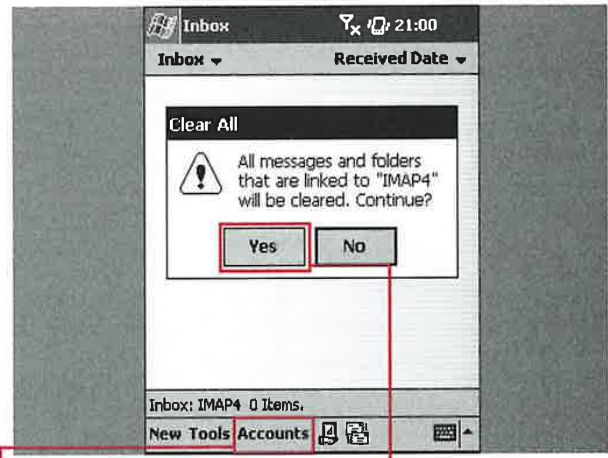 Inbox 21:00
Inbox Received Date
Clear All
All messages and folders
that are linked to "IMAP4"
will be cleared. Continue?
Yes No
Inbox: IMAP4 0 Items.
New Tools Accounts